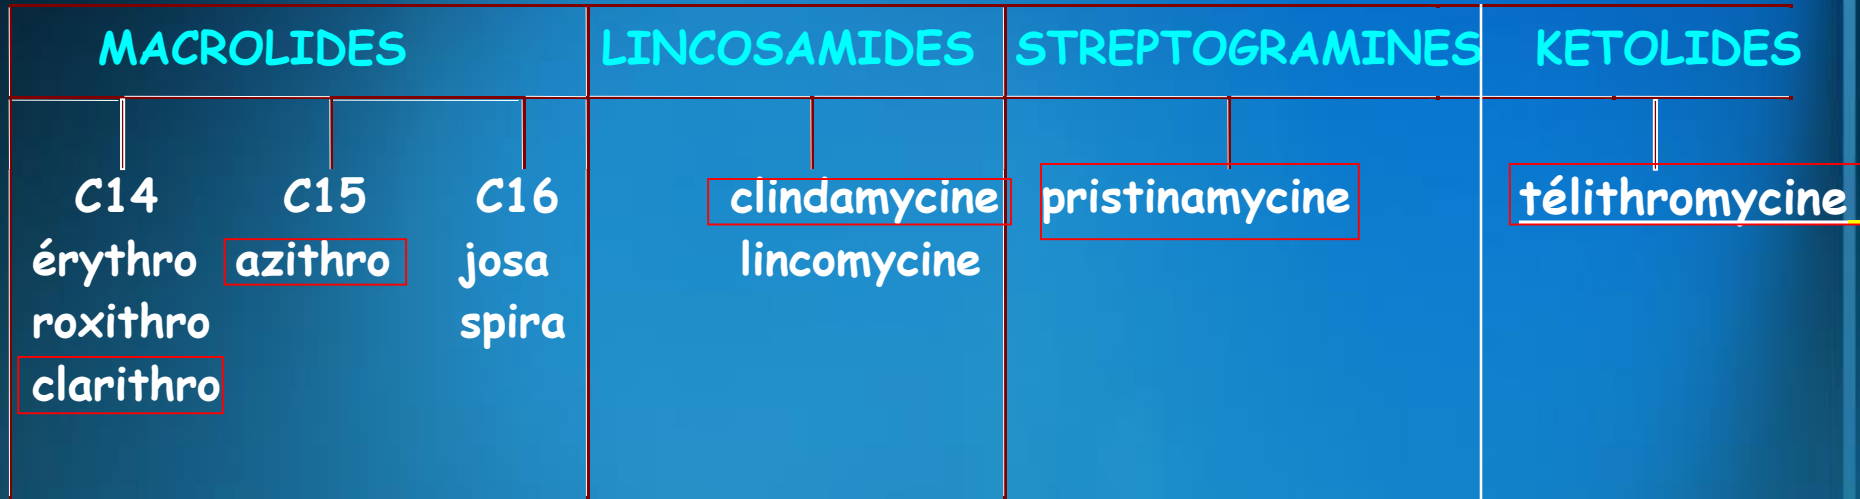 MACROLIDES LINCOSAMIDES STREPTOGRAMINES KETOLIDES
C14 C15 C16 clindamycine pristinamycine télithromycine
érythro azithro josa lincomycine
roxithro spira
clarithro